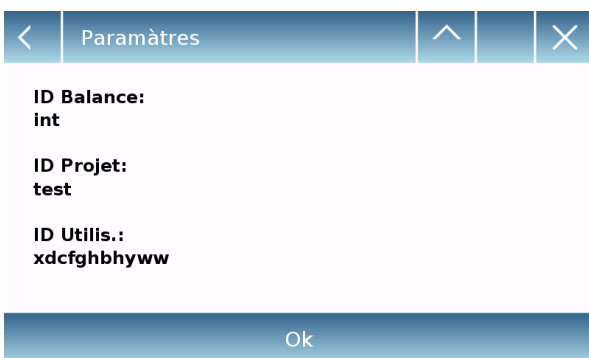 Paramàtres
ID Balance:
int
ID Projet:
test
ID Utilis.:
xdcfghbhyww
Ok